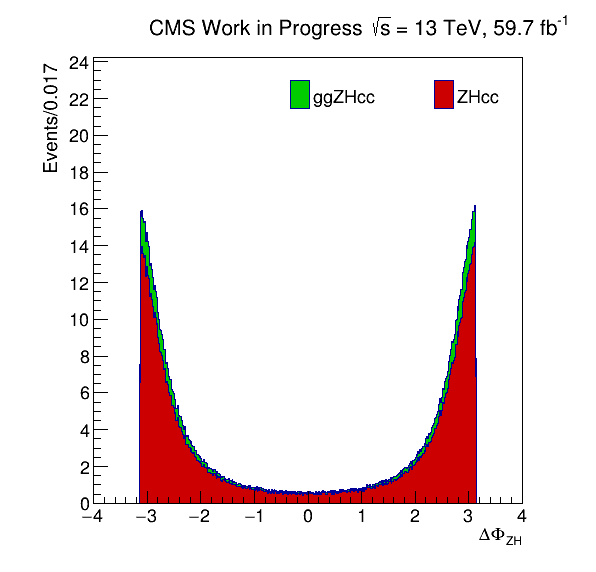 CMS Work in Progress √s = 13 TeV, 59.7 fb⁻¹
Events/0.017
ggZHcc ZHcc
24
22
20
18
16
14
12
10
8
6
4
2
0
−4 −3 −2 −1 0 1 2 3 4
ΔΦ_ZH